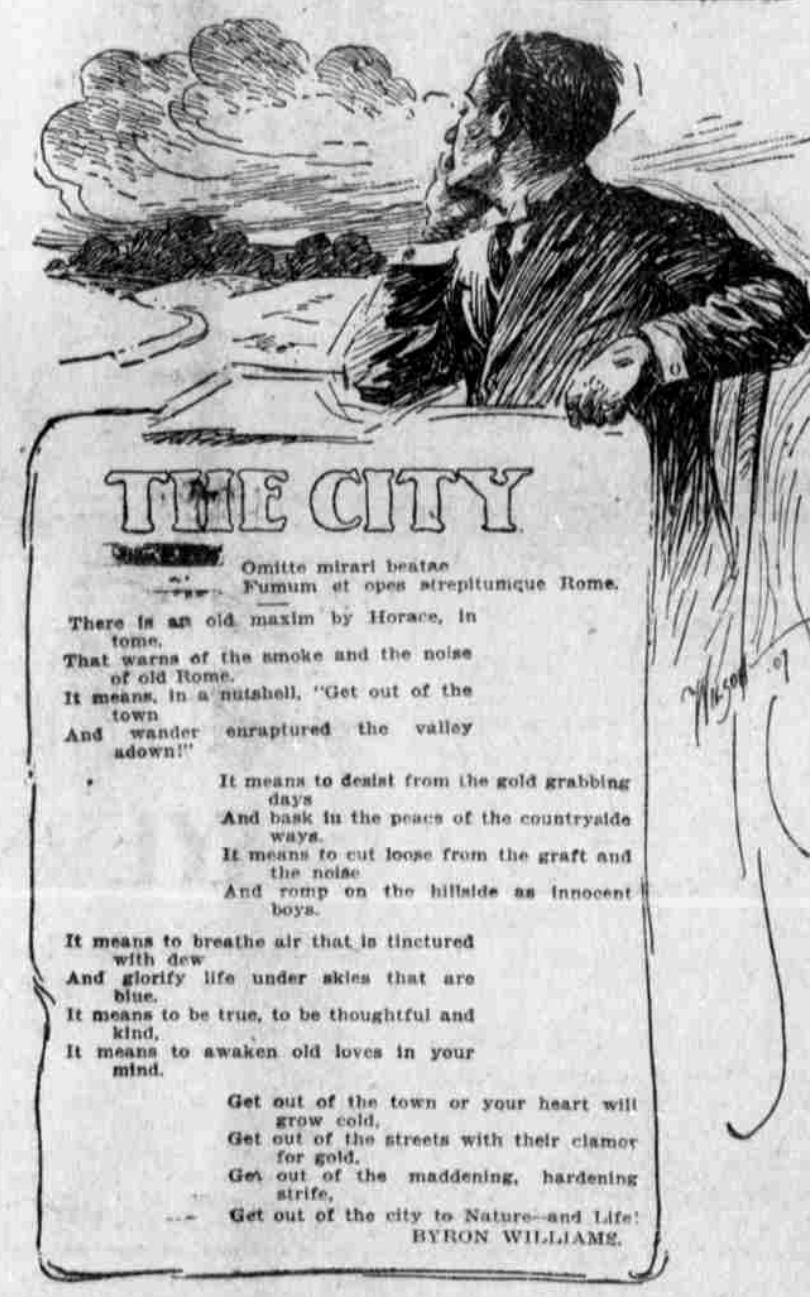 THE CITY
Omitte mirari beatae
Fumum et opes strepitumque Rome.
There is an old maxim by Horace, in
tome,
That warns of the smoke and the noise
of old Rome.
It means, in a nutshell, "Get out of the
town
And wander enraptured the valley
adown!"
It means to desist from the gold grabbing
days
And bask in the peace of the countryside
ways.
It means to cut loose from the graft and
the noise
And romp on the hillside as innocent
boys.
It means to breathe air that is tinctured
with dew
And glorify life under skies that are
blue.
It means to be true, to be thoughtful and
kind,
It means to awaken old loves in your
mind.
Get out of the town or your heart will
grow cold,
Get out of the streets with their clamor
for gold,
Get out of the maddening, hardening
strife,
Get out of the city to Nature—and Life!
BYRON WILLIAMS.
Wilson .09